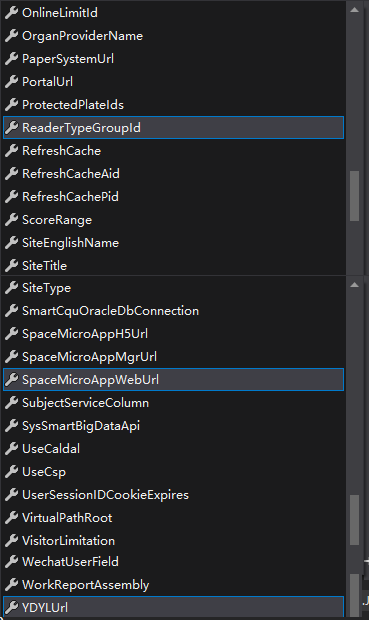 OnlineLimitId
OrganProviderName
PaperSystemUrl
PortalUrl
ProtectedPlateIds
ReaderTypeGroupId
RefreshCache
RefreshCacheAid
RefreshCachePid
ScoreRange
SiteEnglishName
SiteTitle
SiteType
SmartCquOracleDbConnection
SpaceMicroAppH5Url
SpaceMicroAppMgrUrl
SpaceMicroAppWebUrl
SubjectServiceColumn
SysSmartBigDataApi
UseCaldal
UseCsp
UserSessionIDCookieExpires
VirtualPathRoot
VisitorLimitation
WechatUserField
WorkReportAssembly
YDYLUrl